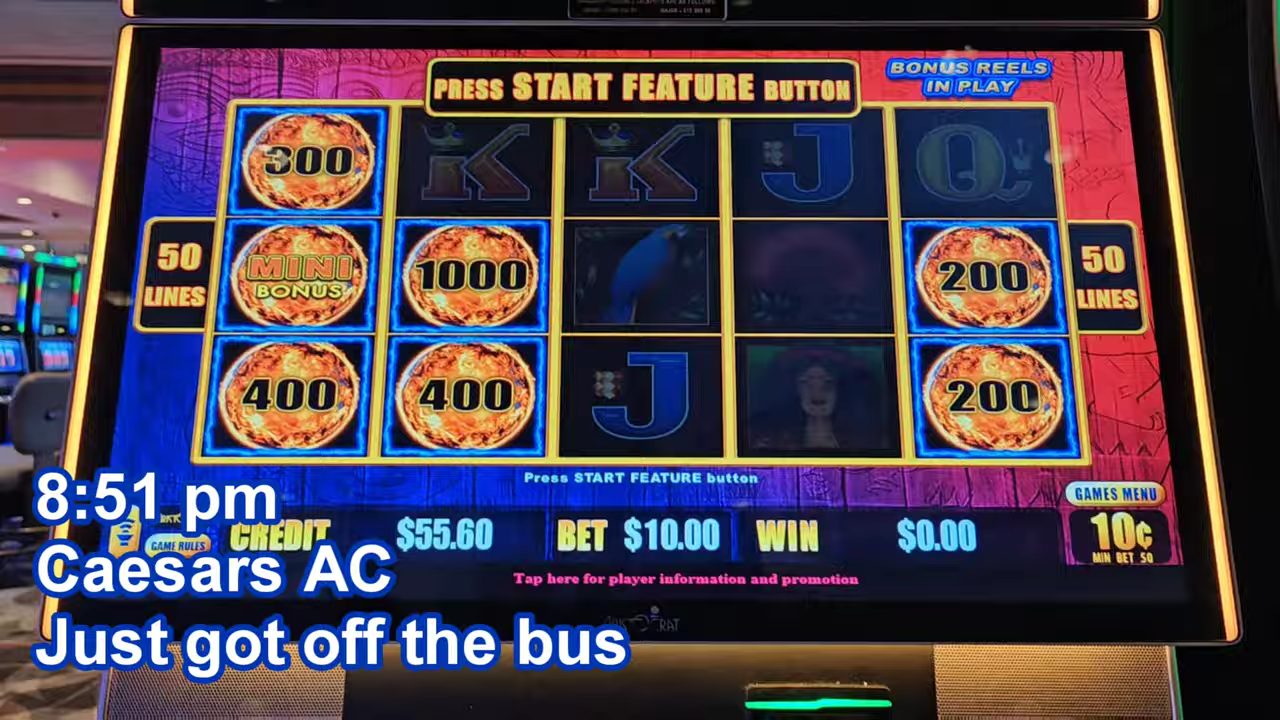 PRESS START FEATURE BUTTON
BONUS REELS
IN PLAY
300
K
K
J
Q
50
LINES
MINI
BONUS
1000
200
50
LINES
400
400
J
200
Press START FEATURE button
GAMES MENU
GAME RULES
CREDIT $55.60 BET $10.00 WIN $0.00
10¢
MIN BET 50
Tap here for player information and promotion
8:51 pm
Caesars AC
Just got off the bus